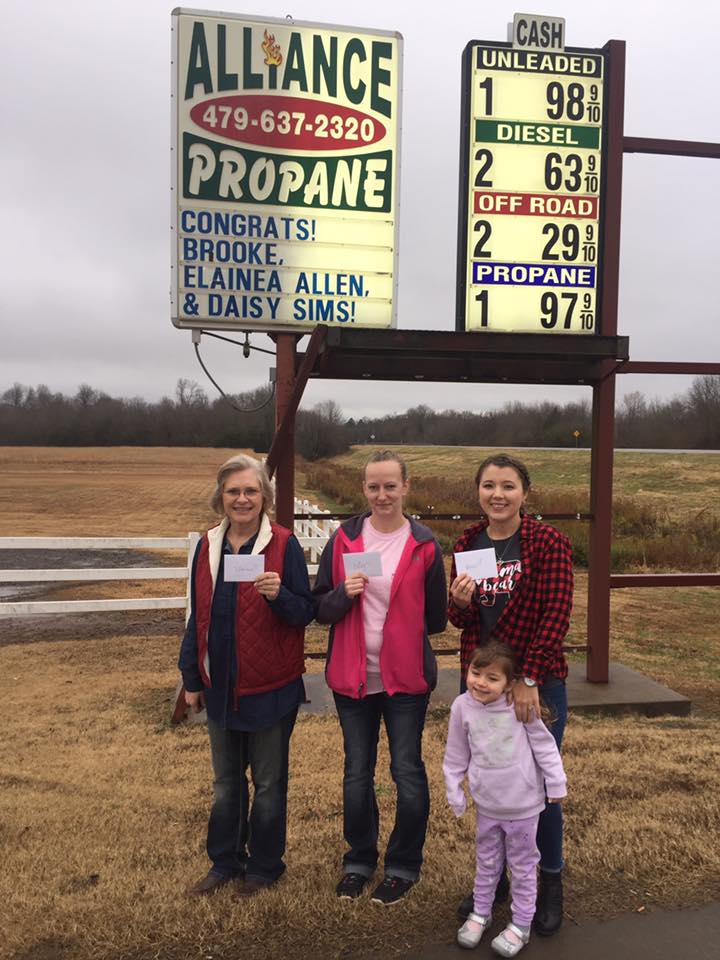 ALLIANCE
479-637-2320
PROPANE
CONGRATS!
BROOKE,
ELAINEA ALLEN,
& DAISY SIMS!
CASH
UNLEADED
1 98 9/10
DIESEL
2 63 9/10
OFF ROAD
2 29 9/10
PROPANE
1 97 9/10
bear